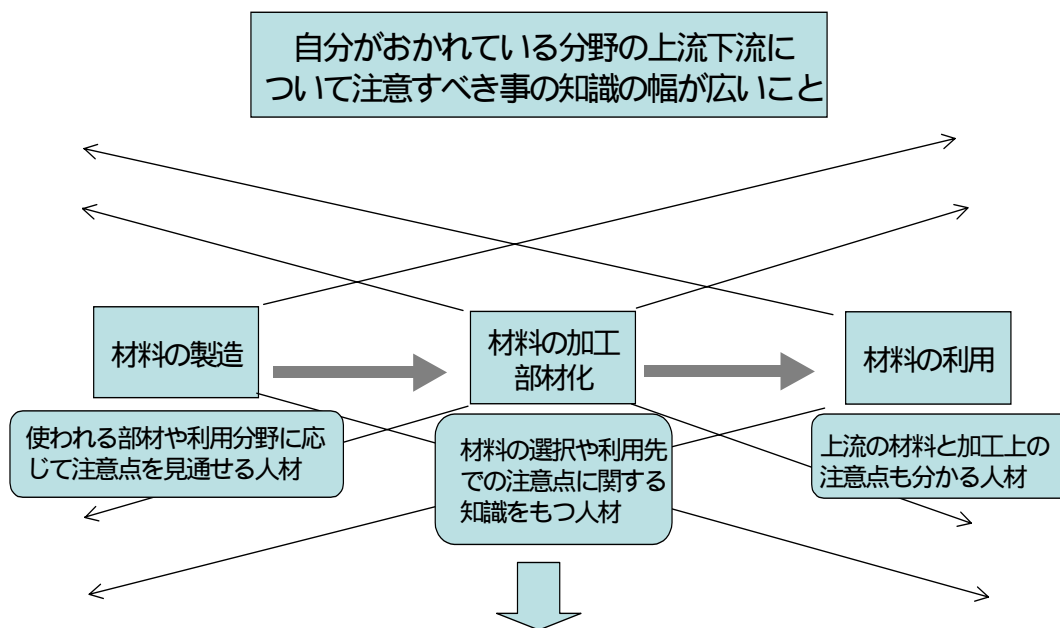 自分がおかれている分野の上流下流に
ついて注意すべき事の知識の幅が広いこと
材料の製造
材料の加工
部材化
材料の利用
使われる部材や利用分野に応
じて注意点を見通せる人材
材料の選択や利用先
での注意点に関する
知識をもつ人材
上流の材料と加工上の
注意点も分かる人材